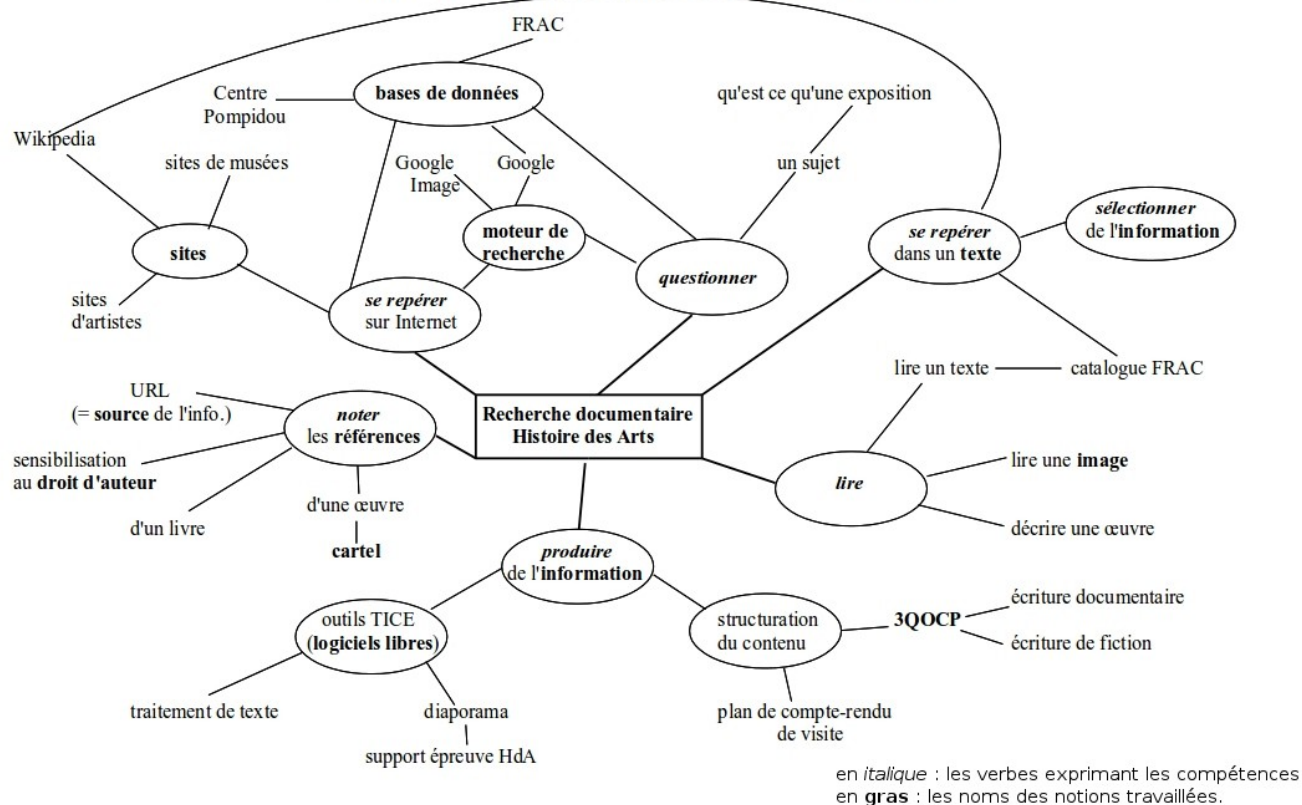 FRAC
Centre
Pompidou
bases de données
qu'est ce qu'une exposition
Wikipedia
sites de musées
Google
Image
Google
un sujet
sélectionner
de l'information
sites
moteur de
recherche
questionner
se repérer
dans un texte
sites
d'artistes
se repérer
sur Internet
lire un texte
catalogue FRAC
URL
(= source de l'info.)
noter
les références
Recherche documentaire
Histoire des Arts
sensibilisation
au droit d'auteur
lire une image
lire
d'un livre
d'une œuvre
cartel
décrire une œuvre
produire
de l'information
outils TICE
(logiciels libres)
structuration
du contenu
3QOCP
écriture documentaire
écriture de fiction
traitement de texte
diaporama
support épreuve HdA
plan de compte-rendu
de visite
en italique : les verbes exprimant les compétences
en gras : les noms des notions travaillées.